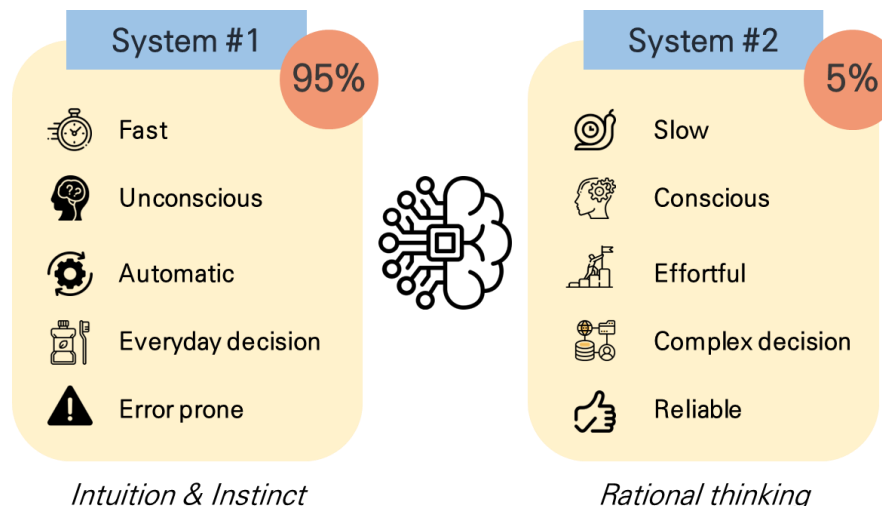 System #1
95%
Fast
Unconscious
Automatic
Everyday decision
Error prone
Intuition & Instinct
System #2
5%
Slow
Conscious
Effortful
Complex decision
Reliable
Rational thinking